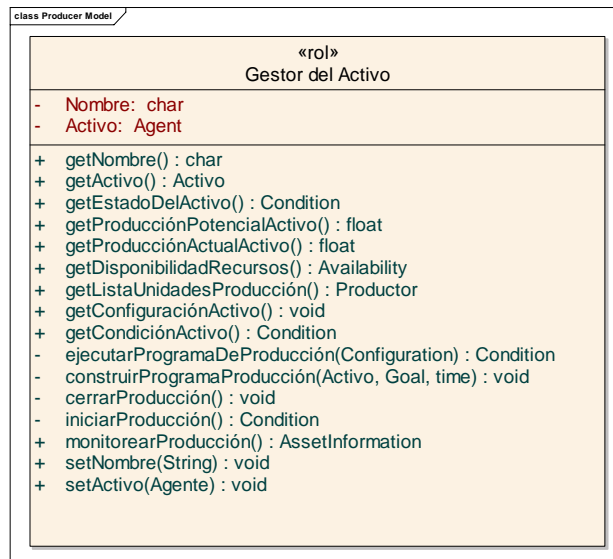 class Producer Model
«rol»
Gestor del Activo
- Nombre: char
- Activo: Agent
+ getNombre() : char
+ getActivo() : Activo
+ getEstadoDelActivo() : Condition
+ getProducciónPotencialActivo() : float
+ getProducciónActualActivo() : float
+ getDisponibilidadRecursos() : Availability
+ getListaUnidadesProducción() : Productor
+ getConfiguraciónActivo() : void
+ getCondiciónActivo() : Condition
- ejecutarProgramaDeProducción(Configuration) : Condition
- construirProgramaProducción(Activo, Goal, time) : void
- cerrarProducción() : void
- iniciarProducción() : Condition
+ monitorearProducción() : AssetInformation
+ setNombre(String) : void
+ setActivo(Agente) : void